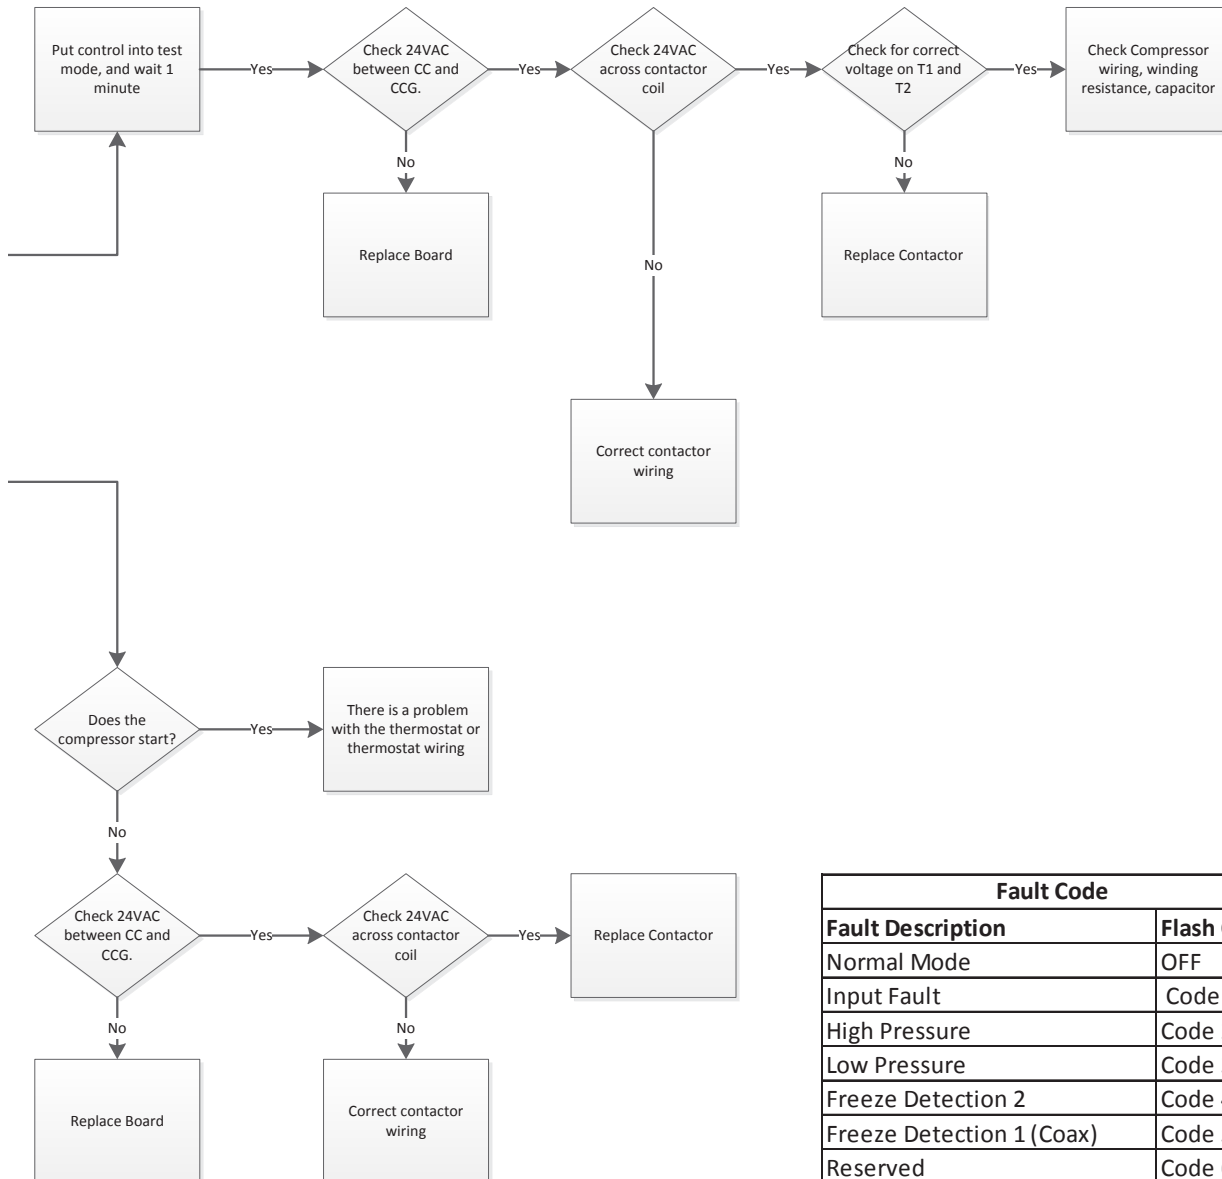 Put control into test
mode, and wait 1
minute
Yes
Check 24VAC
between CC and
CCG.
Yes
Check 24VAC
across contactor
coil
Yes
Check for correct
voltage on T1 and
T2
Yes
Check Compressor
wiring, winding
resistance, capacitor
No
Replace Board
No
Correct contactor
wiring
No
Replace Contactor
Does the
compressor start?
Yes
There is a problem
with the thermostat or
thermostat wiring
No
Check 24VAC
between CC and
CCG.
Yes
Check 24VAC
across contactor
coil
Yes
Replace Contactor
No
Replace Board
No
Correct contactor
wiring
Fault Code
Fault Description Flash
Normal Mode OFF
Input Fault Code
High Pressure Code
Low Pressure Code
Freeze Detection 2 Code
Freeze Detection 1 (Coax) Code
Reserved Code